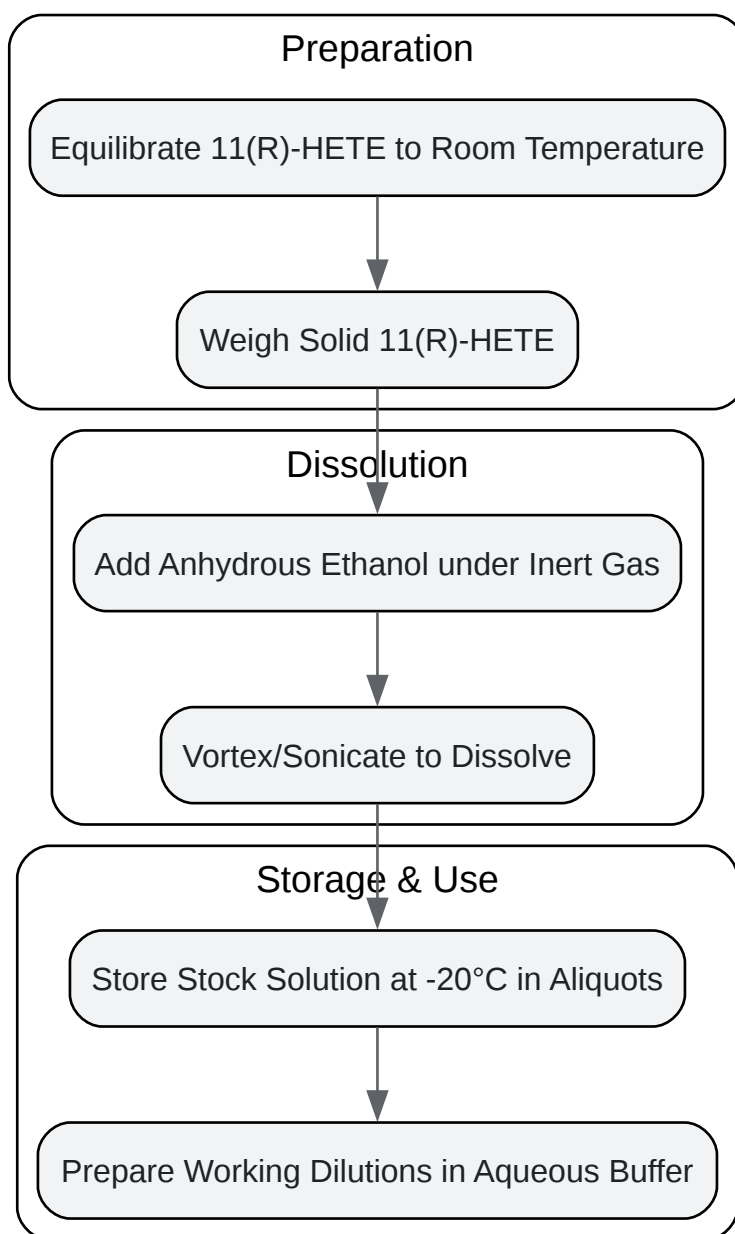 Preparation
Equilibrate 11(R)-HETE to Room Temperature
Weigh Solid 11(R)-HETE
Dissolution
Add Anhydrous Ethanol under Inert Gas
Vortex/Sonicate to Dissolve
Storage & Use
Store Stock Solution at -20°C in Aliquots
Prepare Working Dilutions in Aqueous Buffer